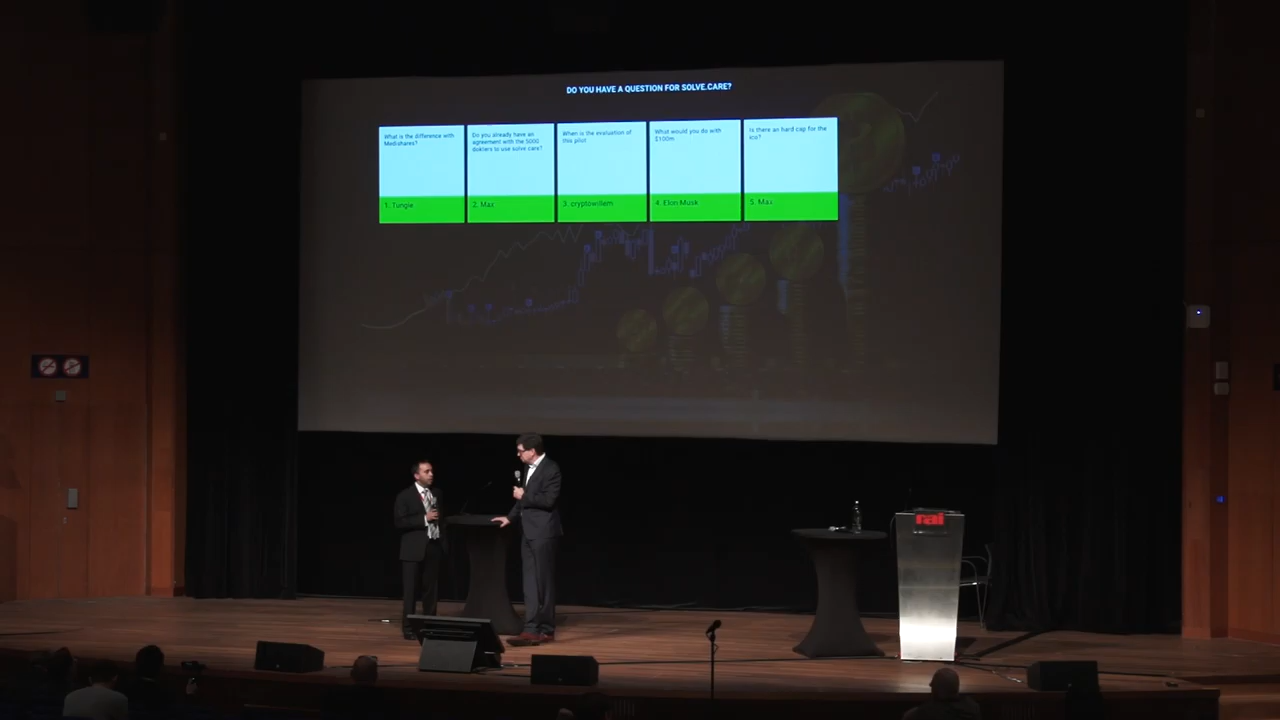 DO YOU HAVE A QUESTION FOR SOLVE.CARE?
What is the difference with
Medishares?
1. Tungie
Do you already have an
agreement with the 5000
dokters to use solve care?
2. Max
When is the evaluation of
this pilot
3. cryptowillem
What would you do with
$100m
4. Elon Musk
Is there an hard cap for the
ico?
5. Max
rai